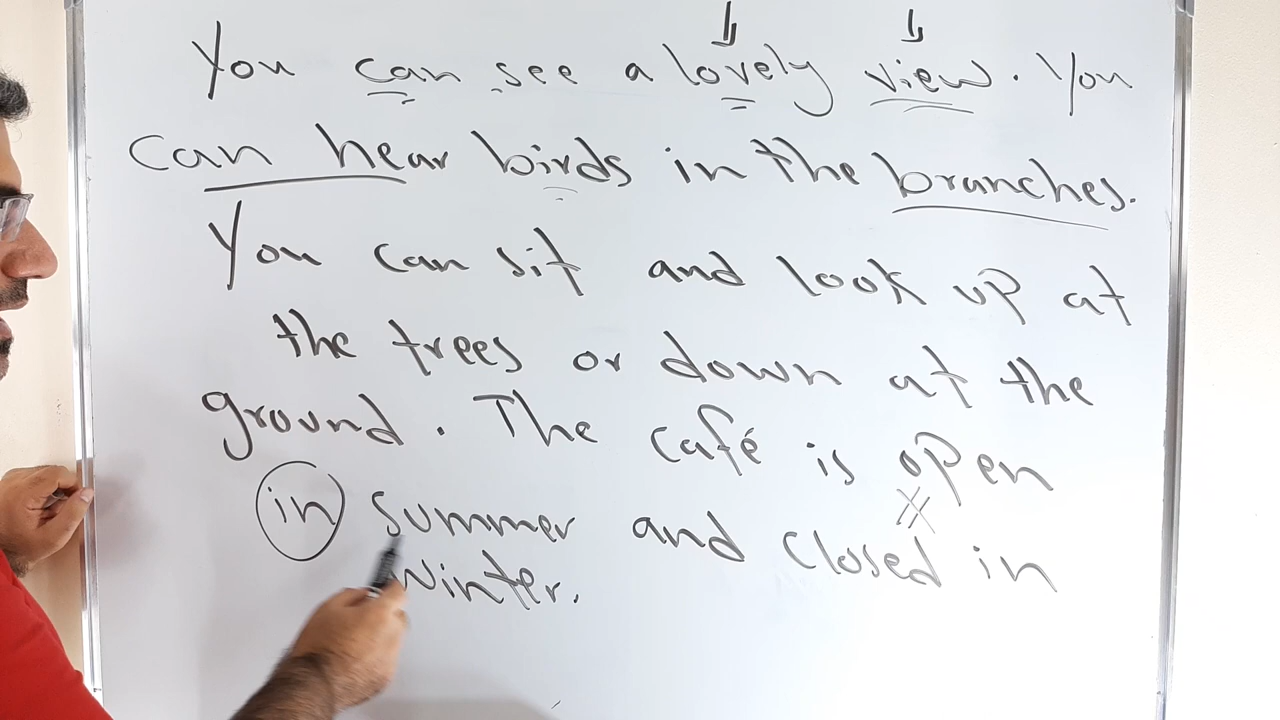 You can see a lovely view. You
can hear birds in the branches.
You can sit and look up at
the trees or down at the
ground. The café is open
in summer and closed in
winter.